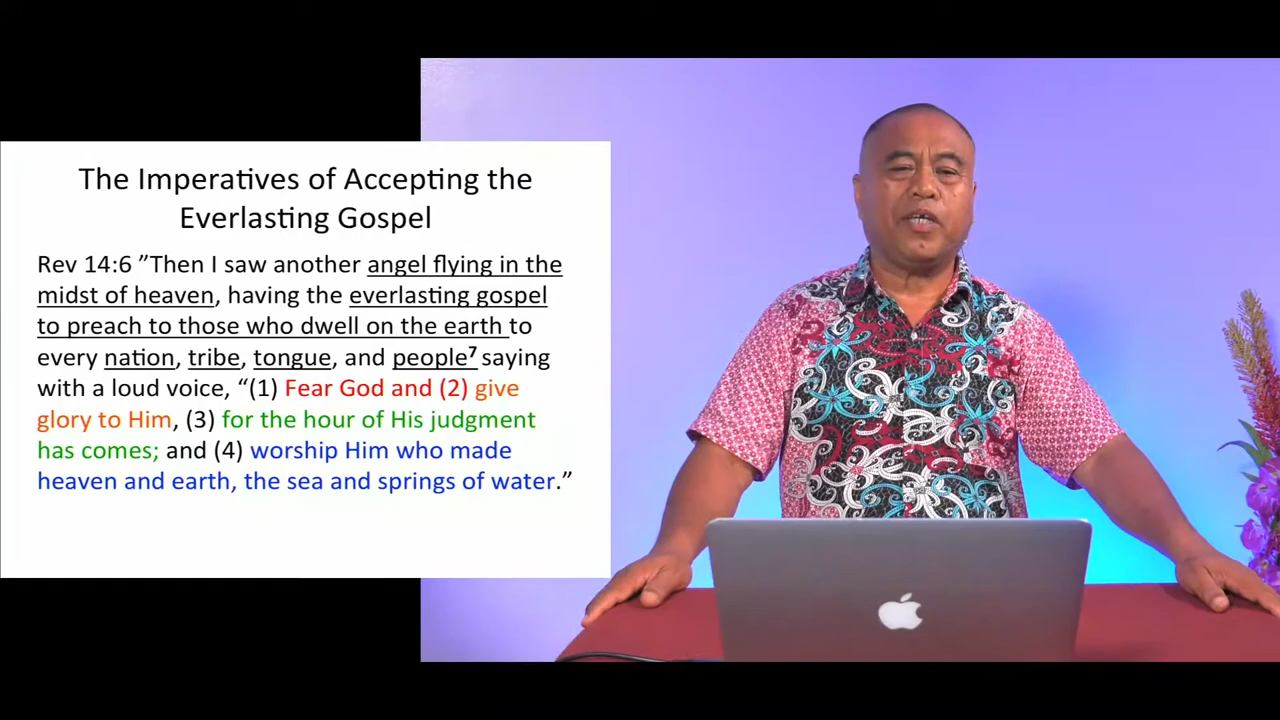 The Imperatives of Accepting the
Everlasting Gospel
Rev 14:6 ”Then I saw another angel flying in the
midst of heaven, having the everlasting gospel
to preach to those who dwell on the earth to
every nation, tribe, tongue, and people⁷ saying
with a loud voice, “(1) Fear God and (2) give
glory to Him, (3) for the hour of His judgment
has comes; and (4) worship Him who made
heaven and earth, the sea and springs of water.”